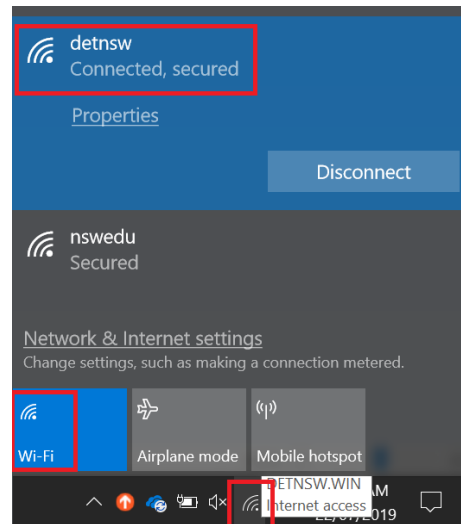 detnsw
Connected, secured
Properties
Disconnect
nswedu
Secured
Network & Internet settings
Change settings, such as making a connection metered.
Wi-Fi
Airplane mode
Mobile hotspot
DETNSW.WIN
Internet access
AM
2019